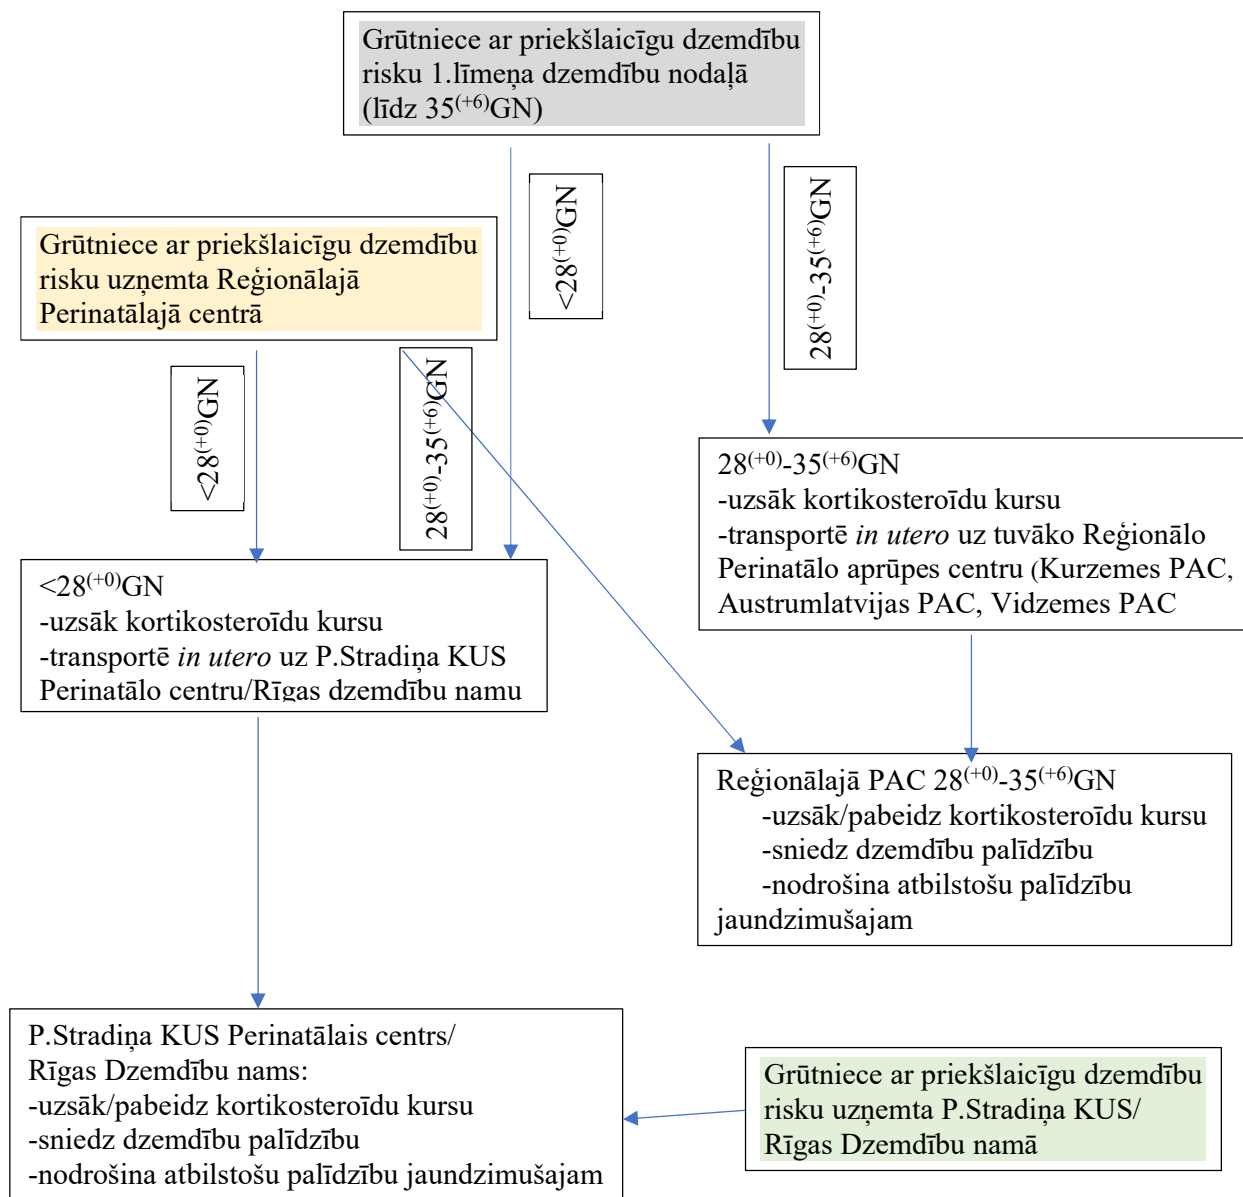 Grūtniece ar priekšlaicīgu dzemdību
risku 1.līmeņa dzemdību nodaļā
(līdz 35(+6)GN)
<28(+0)GN
28(+0)-35(+6)GN
Grūtniece ar priekšlaicīgu dzemdību
risku uzņemta Reģionālajā
Perinatālajā centrā
<28(+0)GN
28(+0)-35(+6)GN
28(+0)-35(+6)GN
-uzsāk kortikosteroīdu kursu
-transportē in utero uz tuvāko Reģionālo
Perinatālo aprūpes centru (Kurzemes PAC,
Austrumlatvijas PAC, Vidzemes PAC
<28(+0)GN
-uzsāk kortikosteroīdu kursu
-transportē in utero uz P.Stradiņa KUS
Perinatālo centru/Rīgas dzemdību namu
Reģionālajā PAC 28(+0)-35(+6)GN
-uzsāk/pabeidz kortikosteroīdu kursu
-sniedz dzemdību palīdzību
-nodrošina atbilstošu palīdzību
jaundzimušajam
P.Stradiņa KUS Perinatālais centrs/
Rīgas Dzemdību nams:
-uzsāk/pabeidz kortikosteroīdu kursu
-sniedz dzemdību palīdzību
-nodrošina atbilstošu palīdzību jaundzimušajam
Grūtniece ar priekšlaicīgu dzemdību
risku uzņemta P.Stradiņa KUS/
Rīgas Dzemdību namā